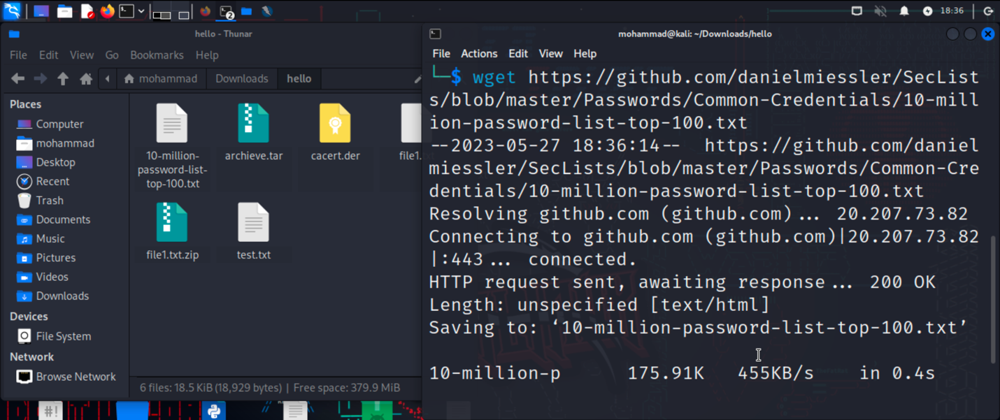 2
18:36
hello - Thunar
File Edit View Go Bookmarks Help
mohammad Downloads hello
Places
Computer
mohammad
Desktop
Recent
Trash
Documents
Music
Pictures
Videos
Downloads
Devices
File System
Network
Browse Network
10-million-
password-list-
top-100.txt
archieve.tar
cacert.der
file1.txt
file1.txt.zip
test.txt
6 files: 18.5 KiB (18,929 bytes) | Free space: 379.9 MiB
mohammad@kali: ~/Downloads/hello
File Actions Edit View Help
└─$ wget https://github.com/danielmiessler/SecList
s/blob/master/Passwords/Common-Credentials/10-mill
ion-password-list-top-100.txt
--2023-05-27 18:36:14-- https://github.com/daniel
miessler/SecLists/blob/master/Passwords/Common-Cre
dentials/10-million-password-list-top-100.txt
Resolving github.com (github.com)... 20.207.73.82
Connecting to github.com (github.com)|20.207.73.82
|:443... connected.
HTTP request sent, awaiting response... 200 OK
Length: unspecified [text/html]
Saving to: ‘10-million-password-list-top-100.txt’
10-million-p 175.91K 455KB/s in 0.4s
#!